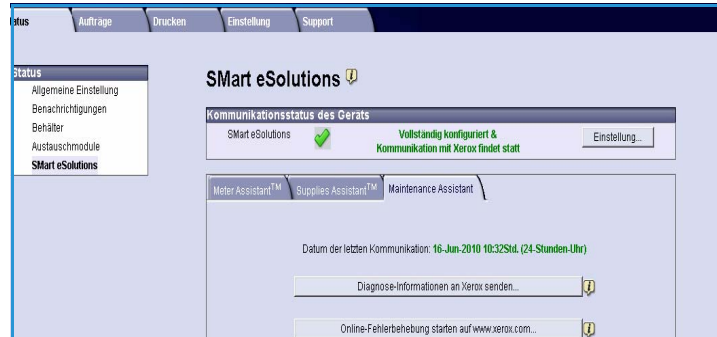 atus Aufträge Drucken Einstellung Support
Status
Allgemeine Einstellung
Benachrichtigungen
Behälter
Austauschmodule
SMart eSolutions
SMart eSolutions
Kommunikationsstatus des Geräts
SMart eSolutions
Vollständig konfiguriert &
Kommunikation mit Xerox findet statt
Einstellung...
Meter Assistant™ Supplies Assistant™ Maintenance Assistant
Datum der letzten Kommunikation: 16-Jun-2010 10:32Std. (24-Stunden-Uhr)
Diagnose-Informationen an Xerox senden...
Online-Fehlerbehebung starten auf www.xerox.com...